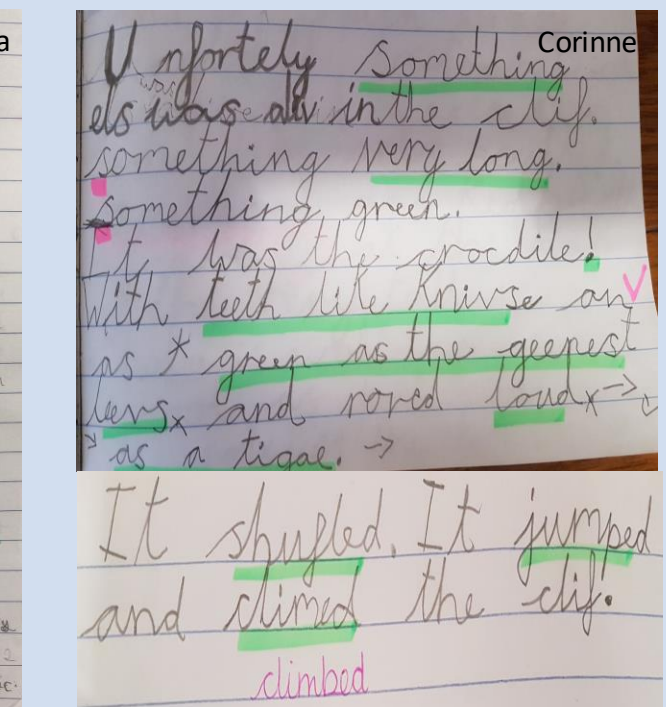 Corinne
Unfortely something
els was aliv in the clif.
something very long.
something green.
It was the crocdile!
With teeth like Knivse an
as * green as the geenest
levs x and rored loud x →
as a tigae. →
It shufled. It jumped
and climed the clif.
climbed